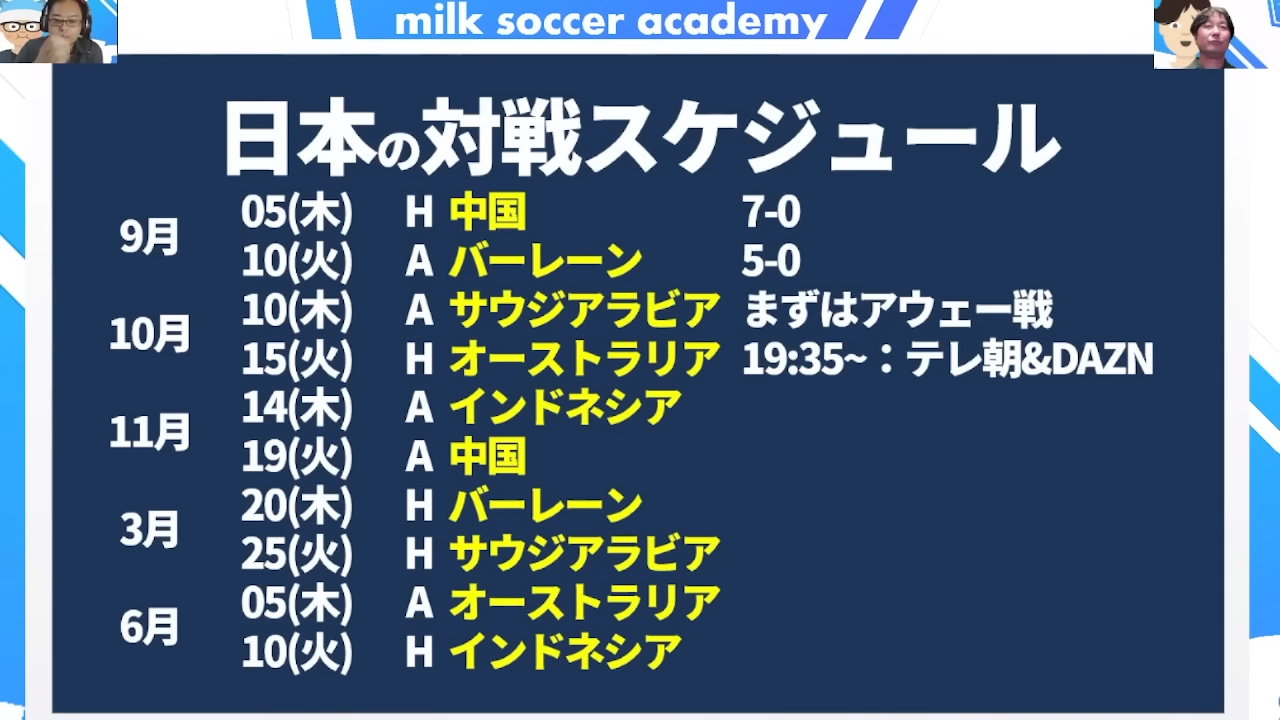 milk soccer academy
日本の対戦スケジュール
9月
05(木) H 中国 7-0
10(火) A バーレーン 5-0
10月
10(木) A サウジアラビア まずはアウェー戦
15(火) H オーストラリア 19:35~：テレ朝&DAZN
11月
14(木) A インドネシア
19(火) A 中国
3月
20(木) H バーレーン
25(火) H サウジアラビア
6月
05(木) A オーストラリア
10(火) H インドネシア